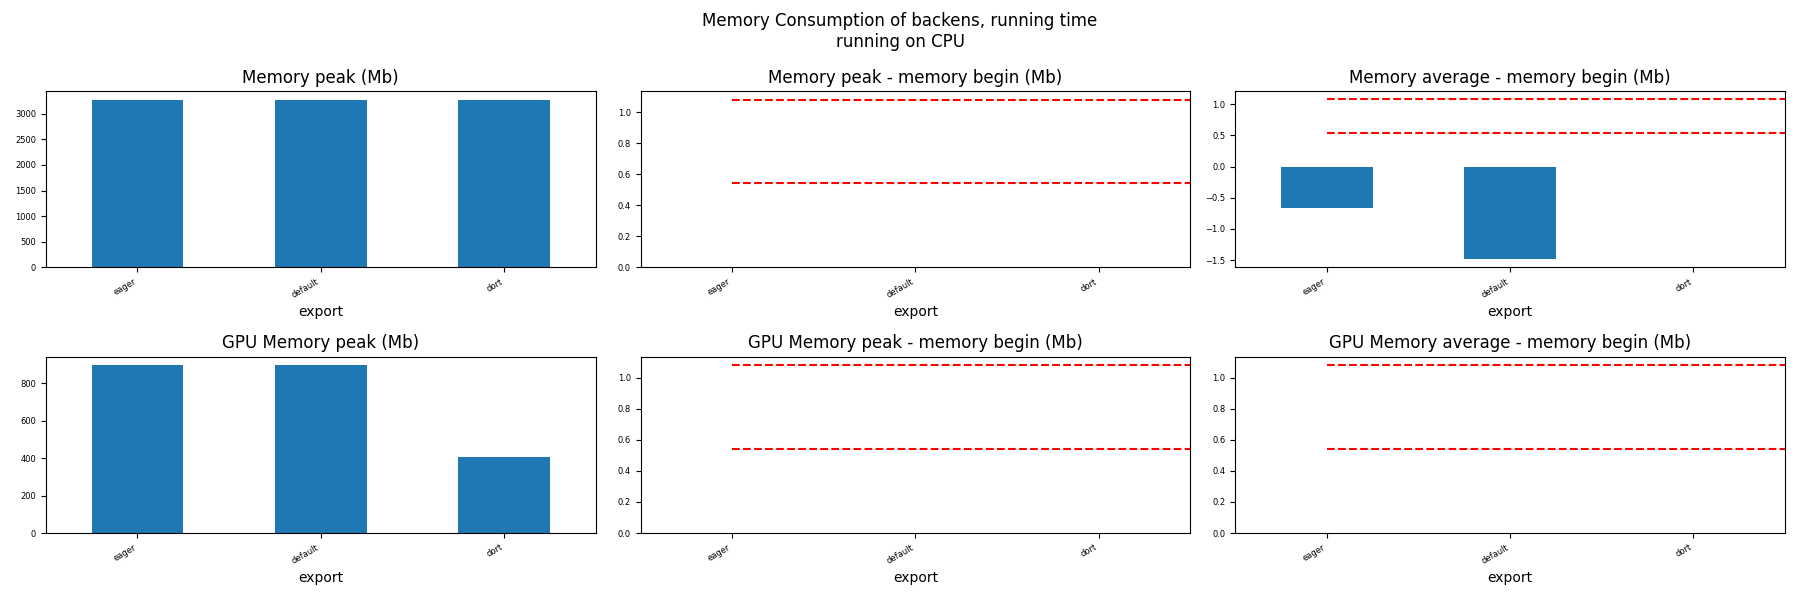 Memory Consumption of backens, running time
running on CPU
Memory peak (Mb)
3000
2500
2000
1500
1000
500
0
eager
default
dort
export
Memory peak - memory begin (Mb)
1.0
0.8
0.6
0.4
0.2
0.0
eager
default
dort
export
Memory average - memory begin (Mb)
1.0
0.5
0.0
−0.5
−1.0
−1.5
eager
default
dort
export
GPU Memory peak (Mb)
800
600
400
200
0
eager
default
dort
export
GPU Memory peak - memory begin (Mb)
1.0
0.8
0.6
0.4
0.2
0.0
eager
default
dort
export
GPU Memory average - memory begin (Mb)
1.0
0.8
0.6
0.4
0.2
0.0
eager
default
dort
export